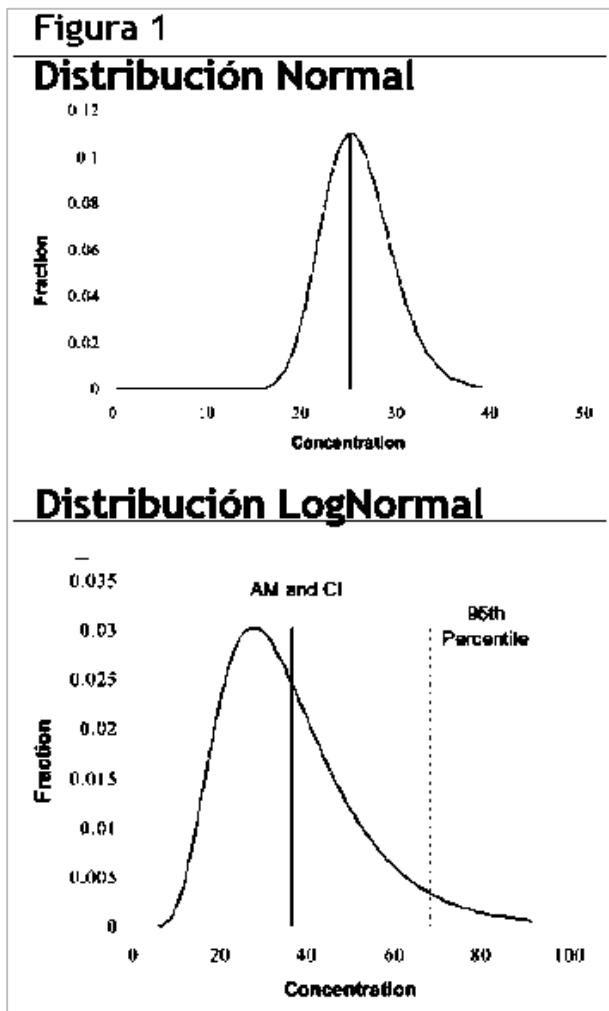 Figura 1
Distribución Normal
0.12
0.1
0.08
0.06
0.04
0.02
0
Fraction
0 10 20 30 40 50
Concentration
Distribución LogNormal
0.035
0.03
0.025
0.02
0.015
0.01
0.005
0
Fraction
AM and CI
95th
Percentile
0 20 40 60 80 100
Concentration